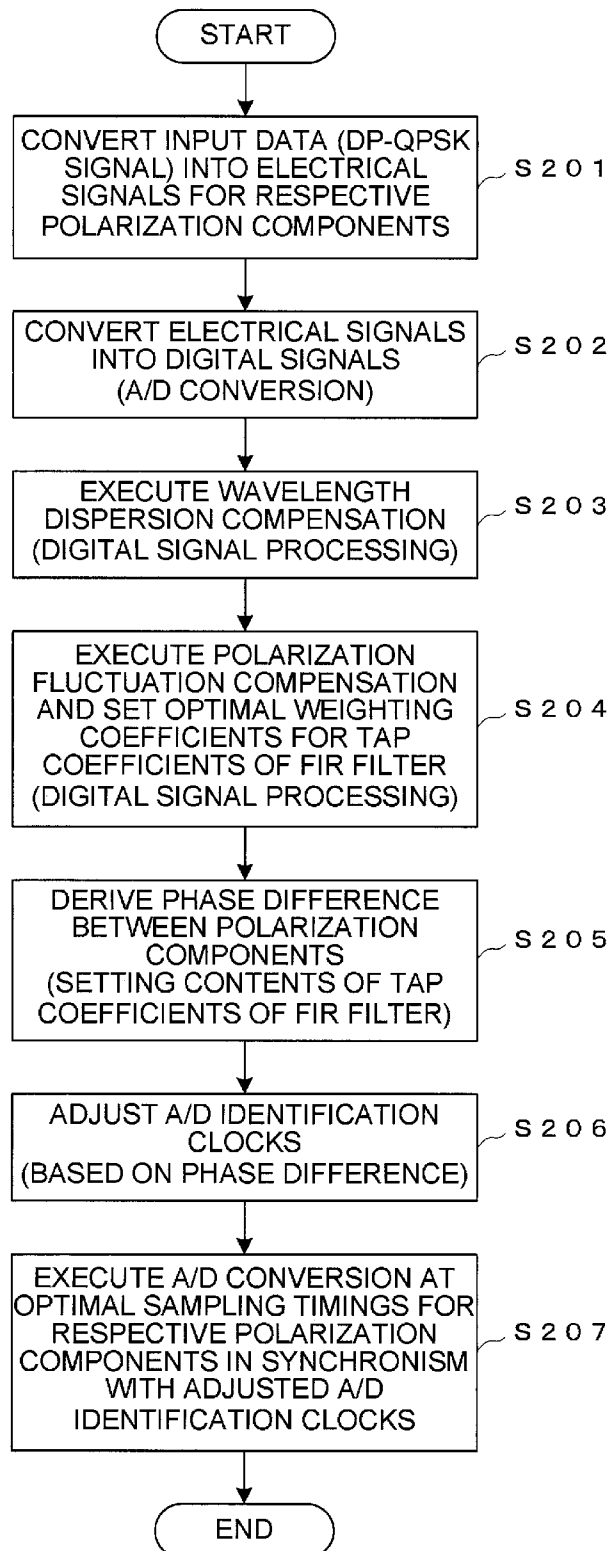 START
CONVERT INPUT DATA (DP-QPSK
SIGNAL) INTO ELECTRICAL
SIGNALS FOR RESPECTIVE
POLARIZATION COMPONENTS
S201
CONVERT ELECTRICAL SIGNALS
INTO DIGITAL SIGNALS
(A/D CONVERSION)
S202
EXECUTE WAVELENGTH
DISPERSION COMPENSATION
(DIGITAL SIGNAL PROCESSING)
S203
EXECUTE POLARIZATION
FLUCTUATION COMPENSATION
AND SET OPTIMAL WEIGHTING
COEFFICIENTS FOR TAP
COEFFICIENTS OF FIR FILTER
(DIGITAL SIGNAL PROCESSING)
S204
DERIVE PHASE DIFFERENCE
BETWEEN POLARIZATION
COMPONENTS
(SETTING CONTENTS OF TAP
COEFFICIENTS OF FIR FILTER)
S205
ADJUST A/D IDENTIFICATION
CLOCKS
(BASED ON PHASE DIFFERENCE)
S206
EXECUTE A/D CONVERSION AT
OPTIMAL SAMPLING TIMINGS FOR
RESPECTIVE POLARIZATION
COMPONENTS IN SYNCHRONISM
WITH ADJUSTED A/D
IDENTIFICATION CLOCKS
S207
END